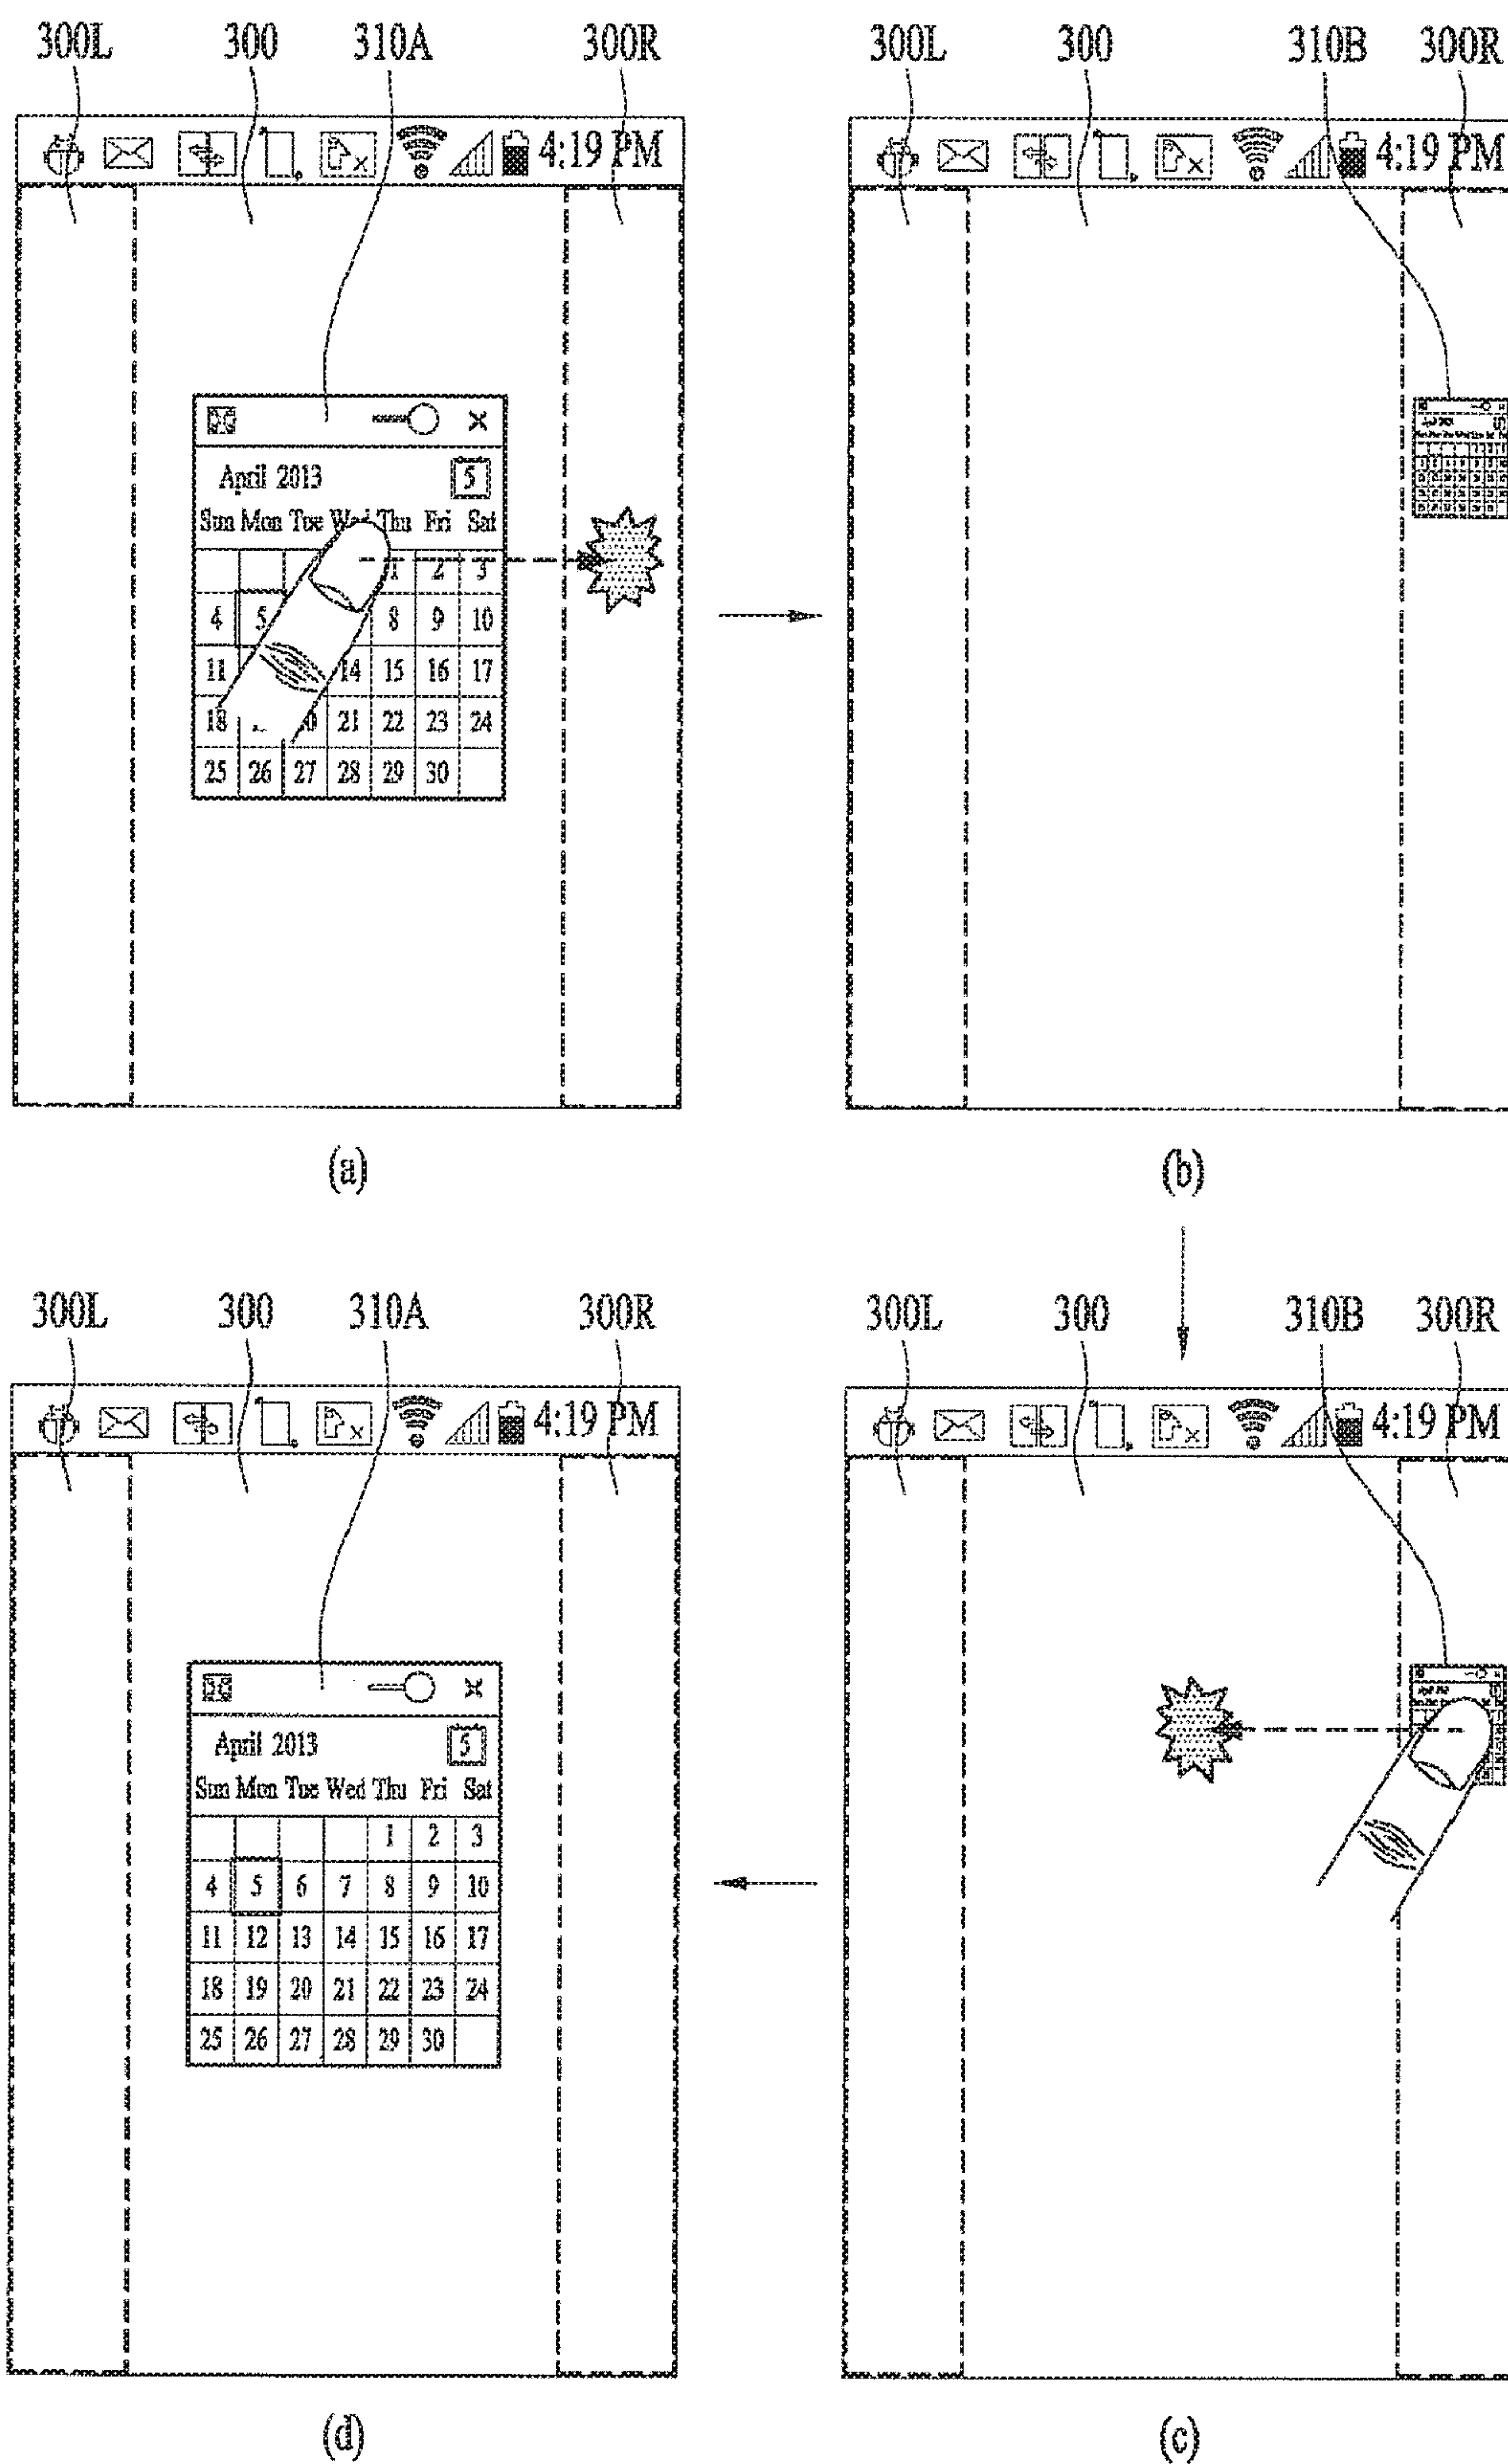 300L 300 310A 300R
4:19 PM
April 2013 5
Sun Mon Tue Wed Thu Fri Sat
1 2 3
4 5 8 9 10
11 14 15 16 17
18 21 22 23 24
25 26 27 28 29 30
(a)
300L 300 310B 300R
4:19 PM
(b)
300L 300 310B 300R
4:19 PM
(c)
300L 300 310A 300R
4:19 PM
April 2013 5
Sun Mon Tue Wed Thu Fri Sat
1 2 3
4 5 6 7 8 9 10
11 12 13 14 15 16 17
18 19 20 21 22 23 24
25 26 27 28 29 30
(d)